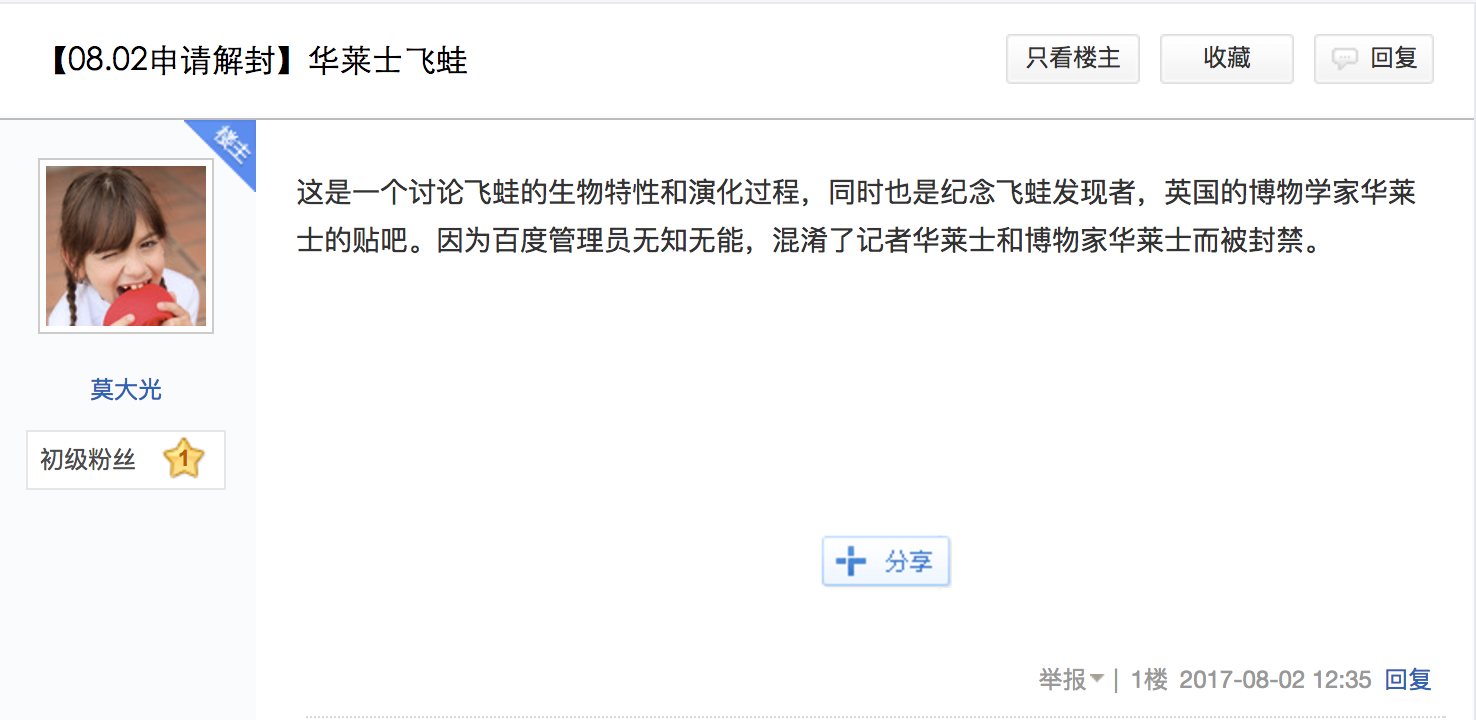 【08.02申请解封】华莱士飞蛙
只看楼主
收藏
回复
楼主
这是一个讨论飞蛙的生物特性和演化过程，同时也是纪念飞蛙发现者，英国的博物学家华莱
士的贴吧。因为百度管理员无知无能，混淆了记者华莱士和博物家华莱士而被封禁。
莫大光
初级粉丝 1
分享
举报 | 1楼 2017-08-02 12:35 回复